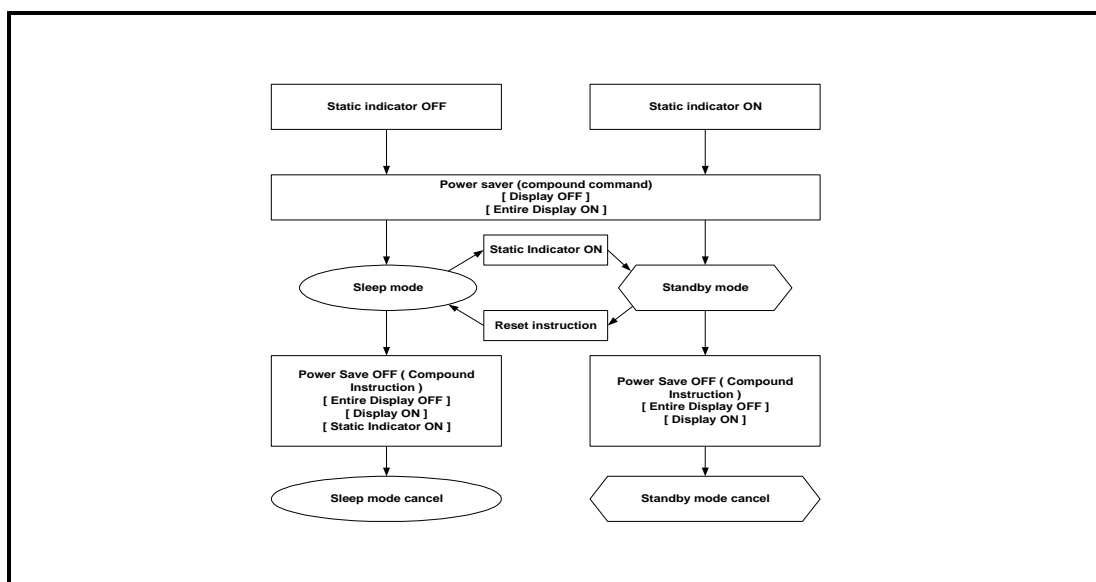 Static indicator OFF
Static indicator ON
Power saver (compound command)
[ Display OFF ]
[ Entire Display ON ]
Static Indicator ON
Sleep mode
Standby mode
Reset instruction
Power Save OFF ( Compound
Instruction )
[ Entire Display OFF ]
[ Display ON ]
[ Static Indicator ON ]
Power Save OFF ( Compound
Instruction )
[ Entire Display OFF ]
[ Display ON ]
Sleep mode cancel
Standby mode cancel